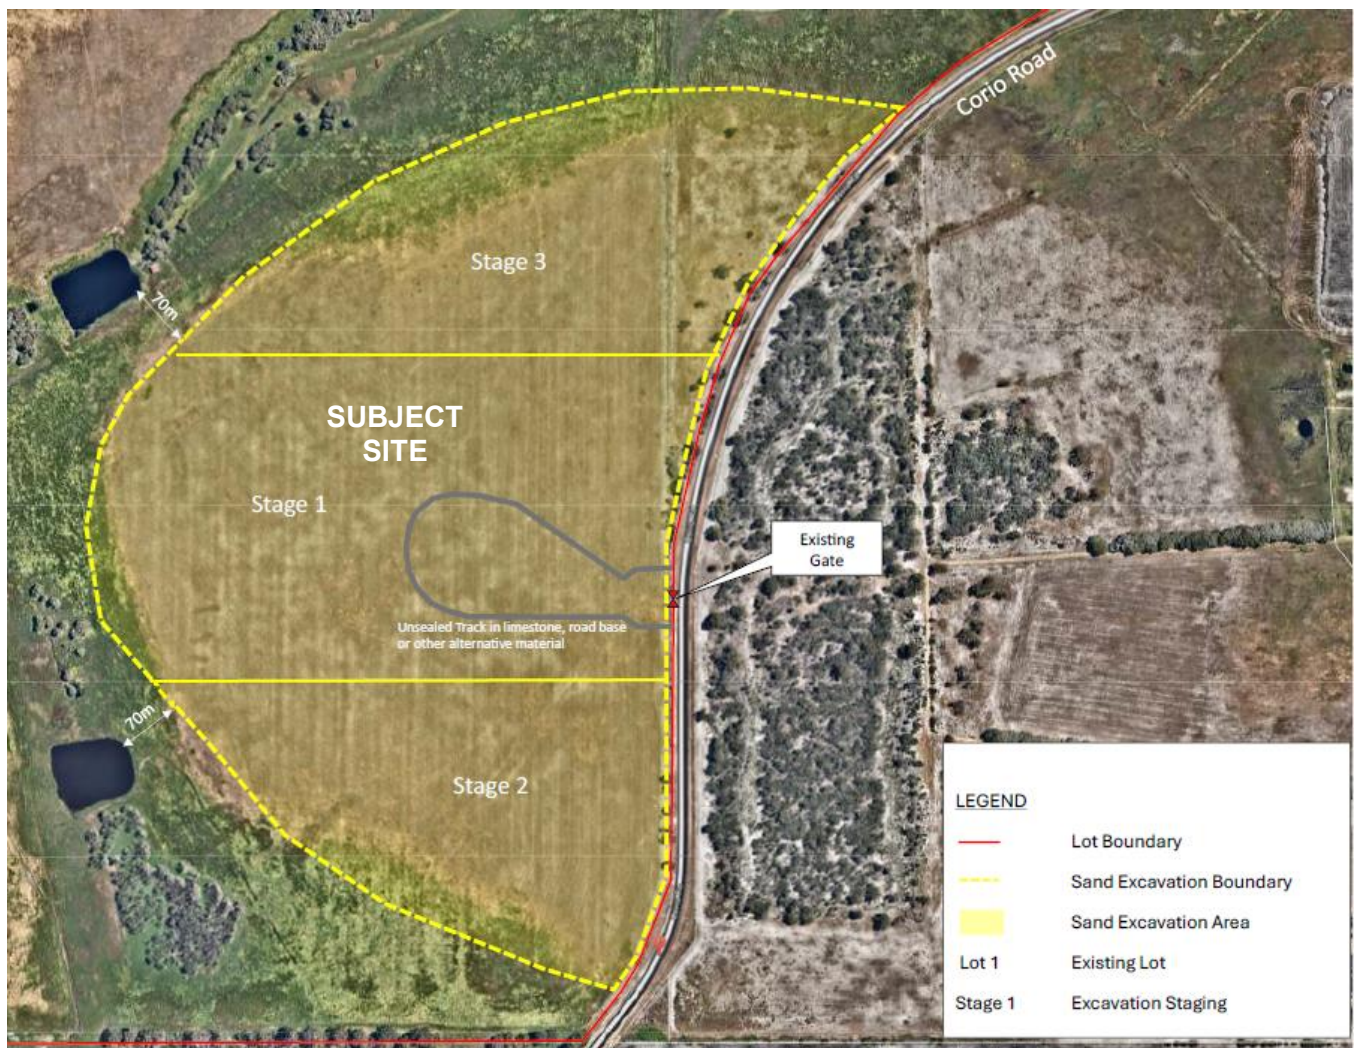 Corio Road
Stage 3
70m
SUBJECT
SITE
Stage 1
Existing
Gate
Unsealed Track in limestone, road base
or other alternative material
70m
Stage 2
LEGEND
Lot Boundary
Sand Excavation Boundary
Sand Excavation Area
Lot 1 Existing Lot
Stage 1 Excavation Staging